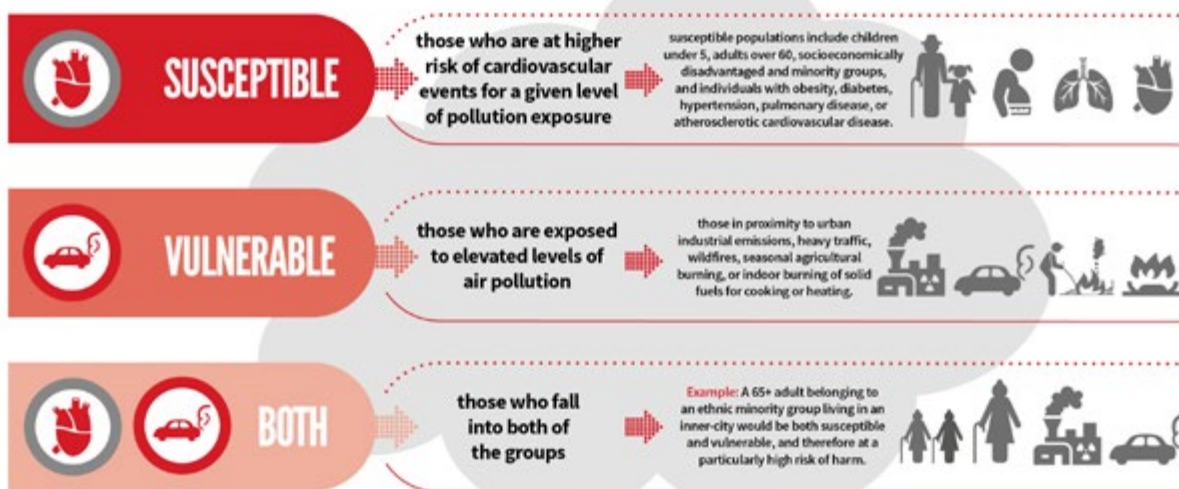 SUSCEPTIBLE
those who are at higher
risk of cardiovascular
events for a given level
of pollution exposure
susceptible populations include children
under 5, adults over 60, socioeconomically
disadvantaged and minority groups,
and individuals with obesity, diabetes,
hypertension, pulmonary disease, or
atherosclerotic cardiovascular disease.
VULNERABLE
those who are exposed
to elevated levels of
air pollution
those in proximity to urban
industrial emissions, heavy traffic,
wildfires, seasonal agricultural
burning, or indoor burning of solid
fuels for cooking or heating.
BOTH
those who fall
into both of
the groups
Example: A 65+ adult belonging to
an ethnic minority group living in an
inner-city would be both susceptible
and vulnerable, and therefore at a
particularly high risk of harm.